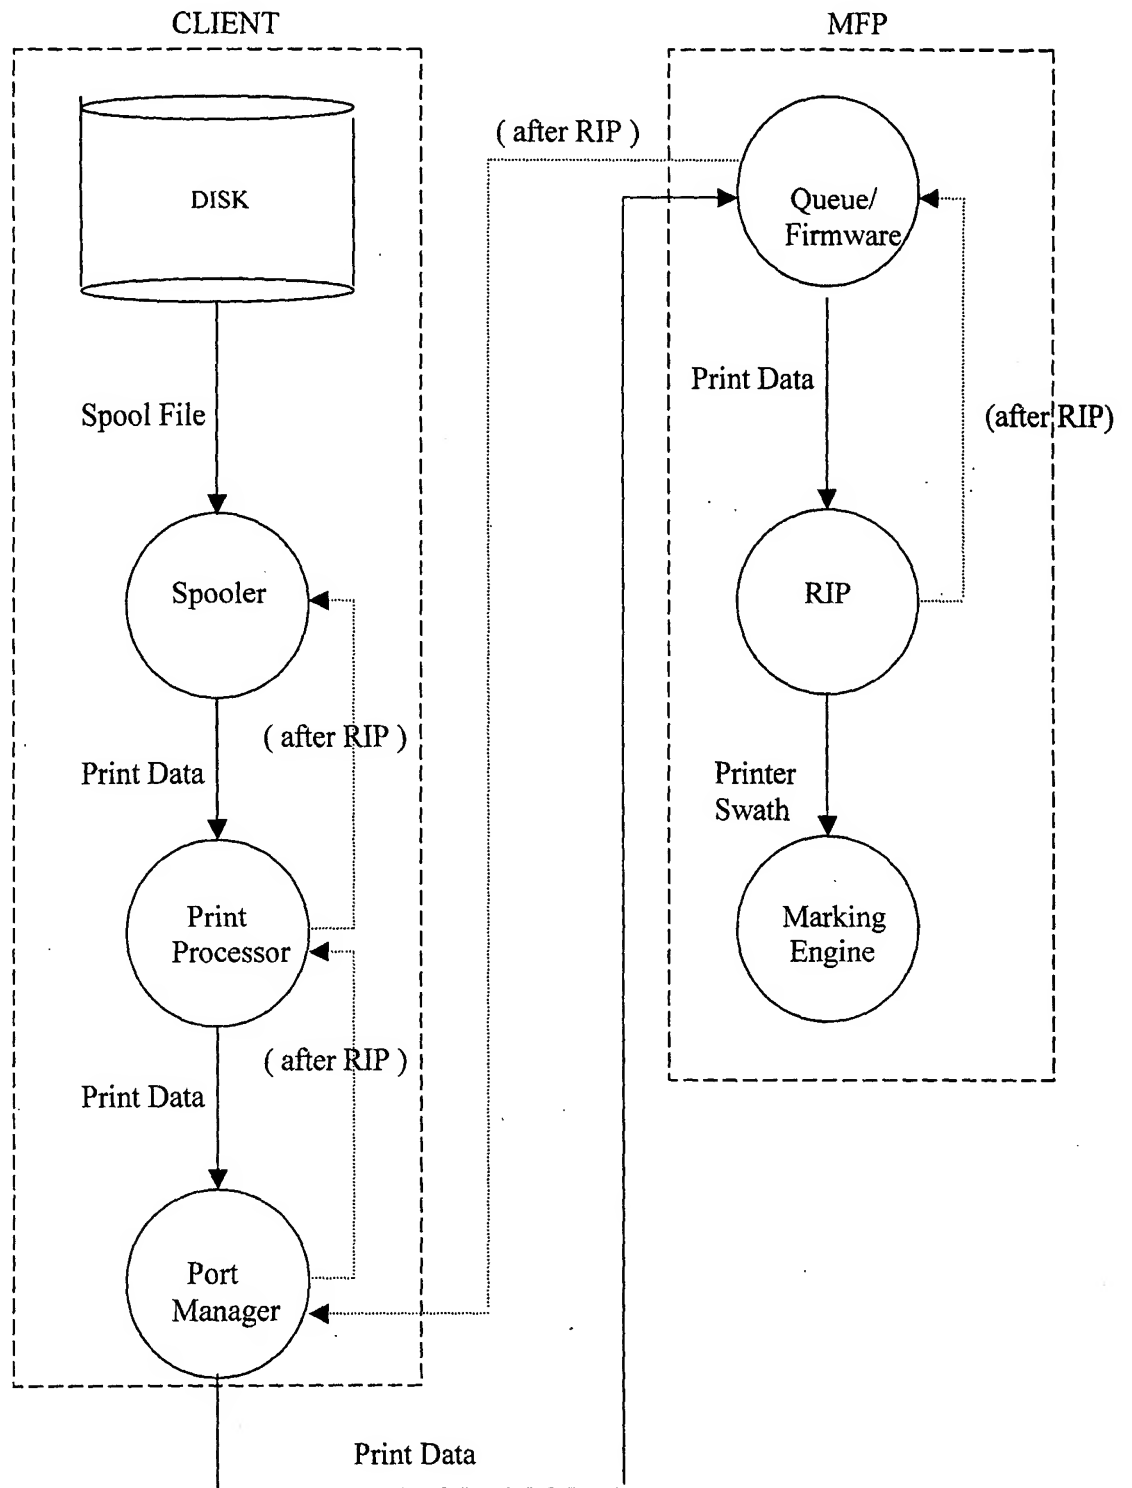 CLIENT
MFP
DISK
( after RIP )
Queue/
Firmware
Print Data
(after RIP)
Spool File
Spooler
RIP
( after RIP )
Print Data
Printer
Swath
Print
Processor
Marking
Engine
( after RIP )
Print Data
Port
Manager
Print Data